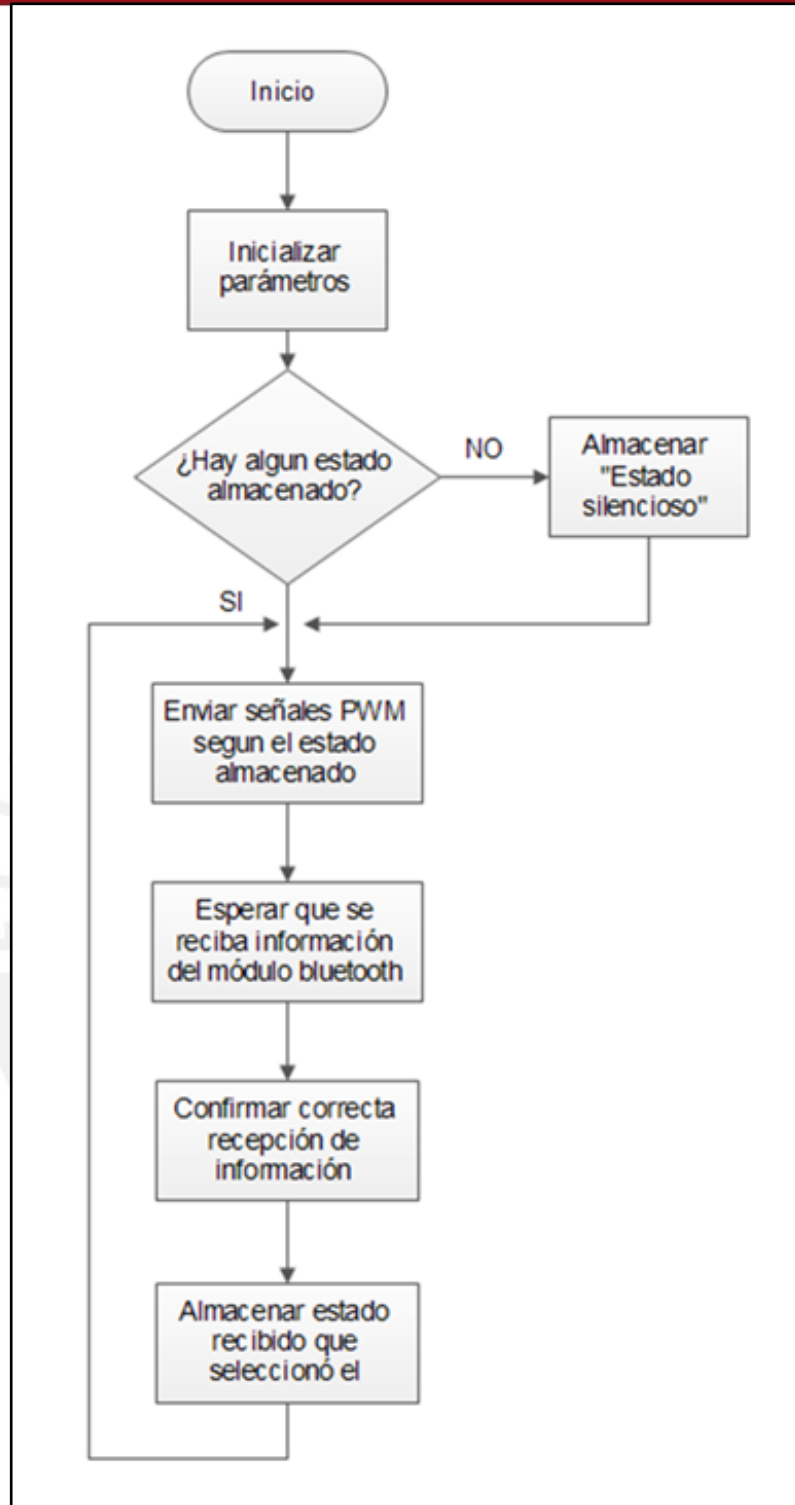 Inicio
Inicializar
parámetros
¿Hay algun estado
almacenado?
NO
Almacenar
"Estado
silencioso"
SI
Enviar señales PWM
segun el estado
almacenado
Esperar que se
reciba información
del módulo bluetooth
Confirmar correcta
recepción de
información
Almacenar estado
recibido que
seleccionó el